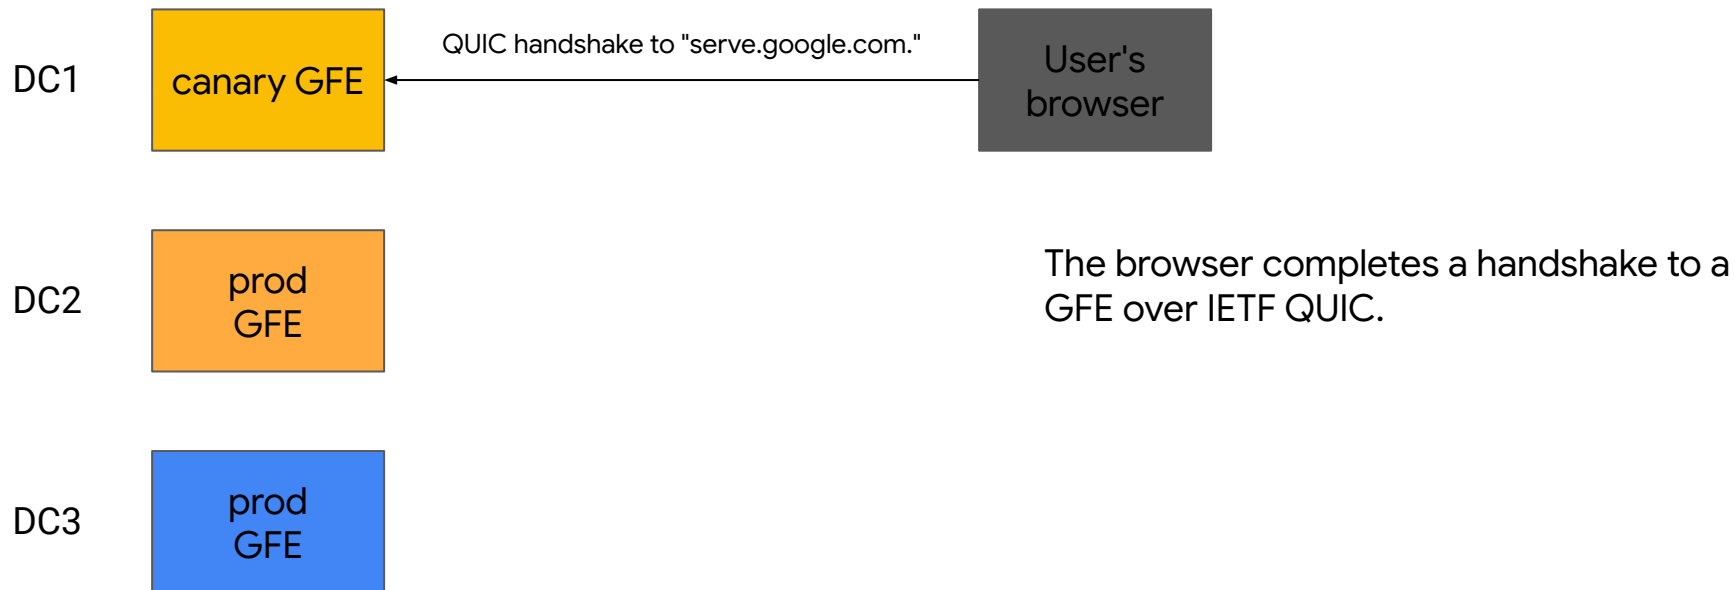 QUIC handshake to "serve.google.com."
DC1
canary GFE
User's
browser
DC2
prod
GFE
The browser completes a handshake to a
GFE over IETF QUIC.
DC3
prod
GFE